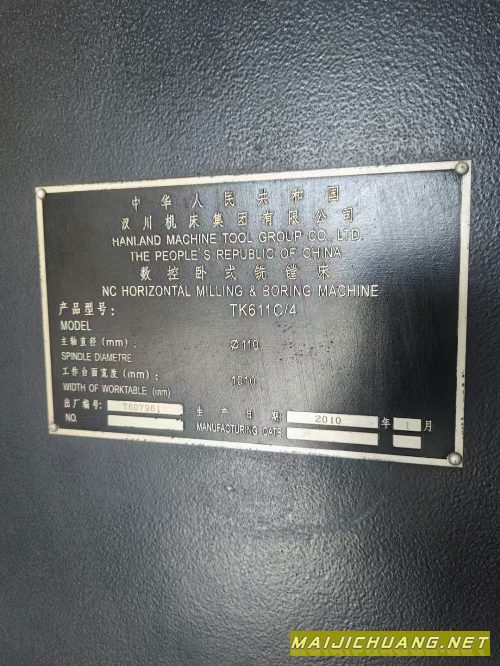 中华人民共和国
汉川机床集团有限公司
HANLAND MACHINE TOOL GROUP CO., LTD.
THE PEOPLE'S REPUBLIC OF CHINA
数控卧式铣镗床
NC HORIZONTAL MILLING & BORING MACHINE
产品型号: TK611C/4
MODEL
主轴直径 (mm): Ø110
SPINDLE DIAMETRE
工作台面宽度 (mm): 1010
WIDTH OF WORKTABLE (mm)
出厂编号: T607961 生产日期 2010 年 1 月
NO. MANUFACTURING DATE
MAIJICHUANG.NET